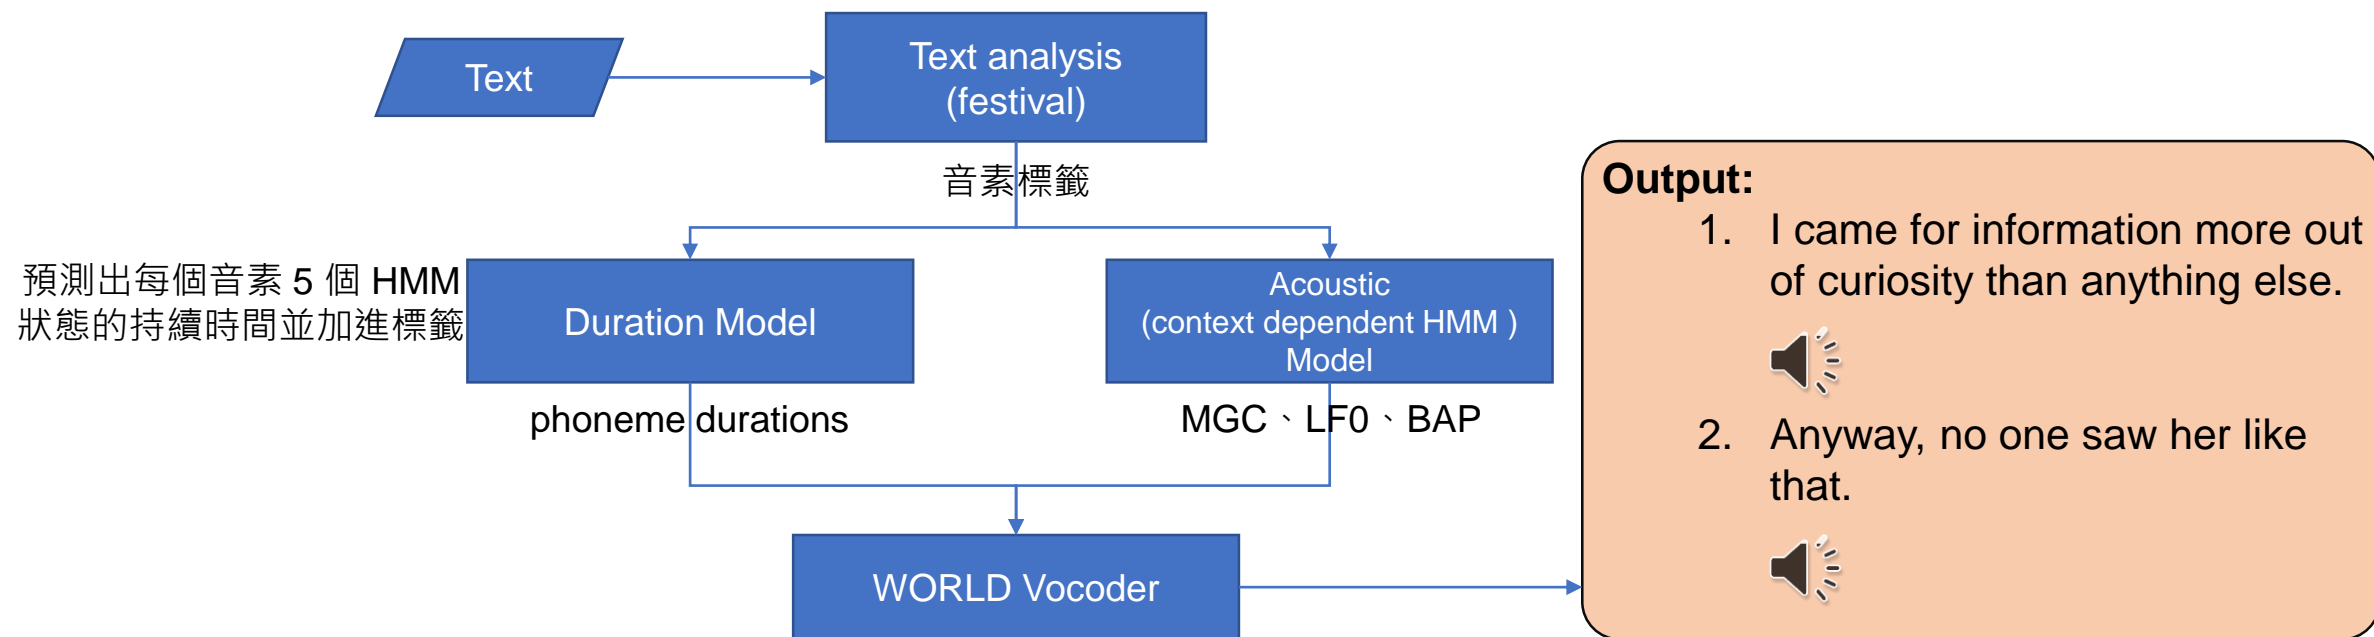 Text
Text analysis
(festival)
音素標籤
預測出每個音素 5 個 HMM
狀態的持續時間並加進標籤
Duration Model
Acoustic
(context dependent HMM )
Model
phoneme durations
MGC、LF0、BAP
WORLD Vocoder
Output:
1. I came for information more out
of curiosity than anything else.
2. Anyway, no one saw her like
that.